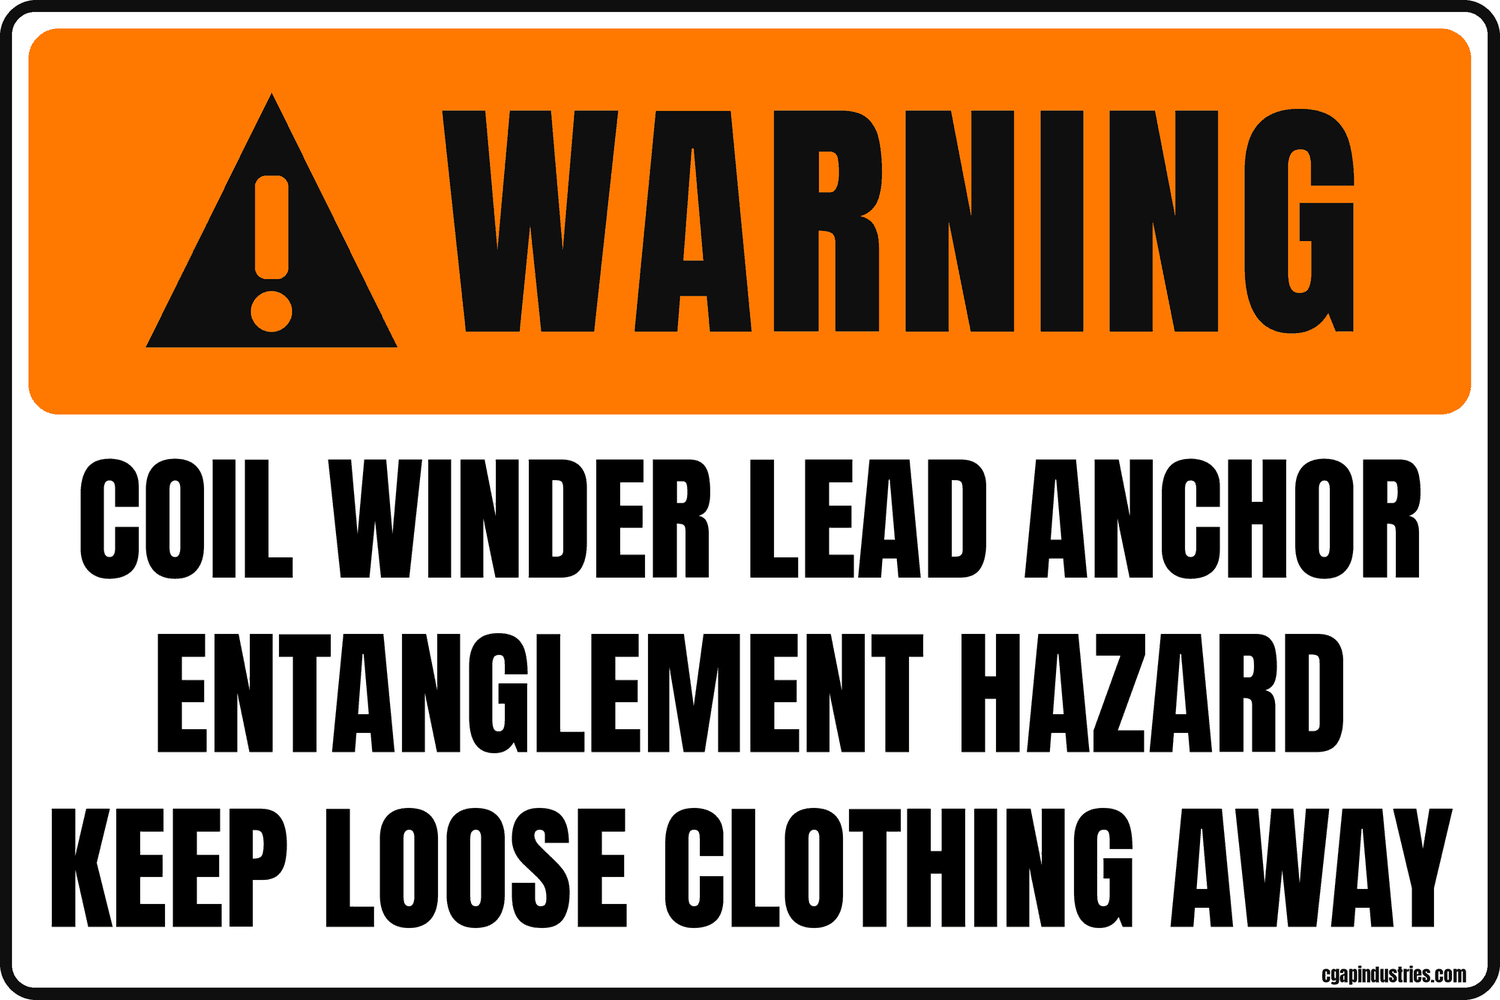 WARNING
COIL WINDER LEAD ANCHOR
ENTANGLEMENT HAZARD
KEEP LOOSE CLOTHING AWAY
cgapindustries.com